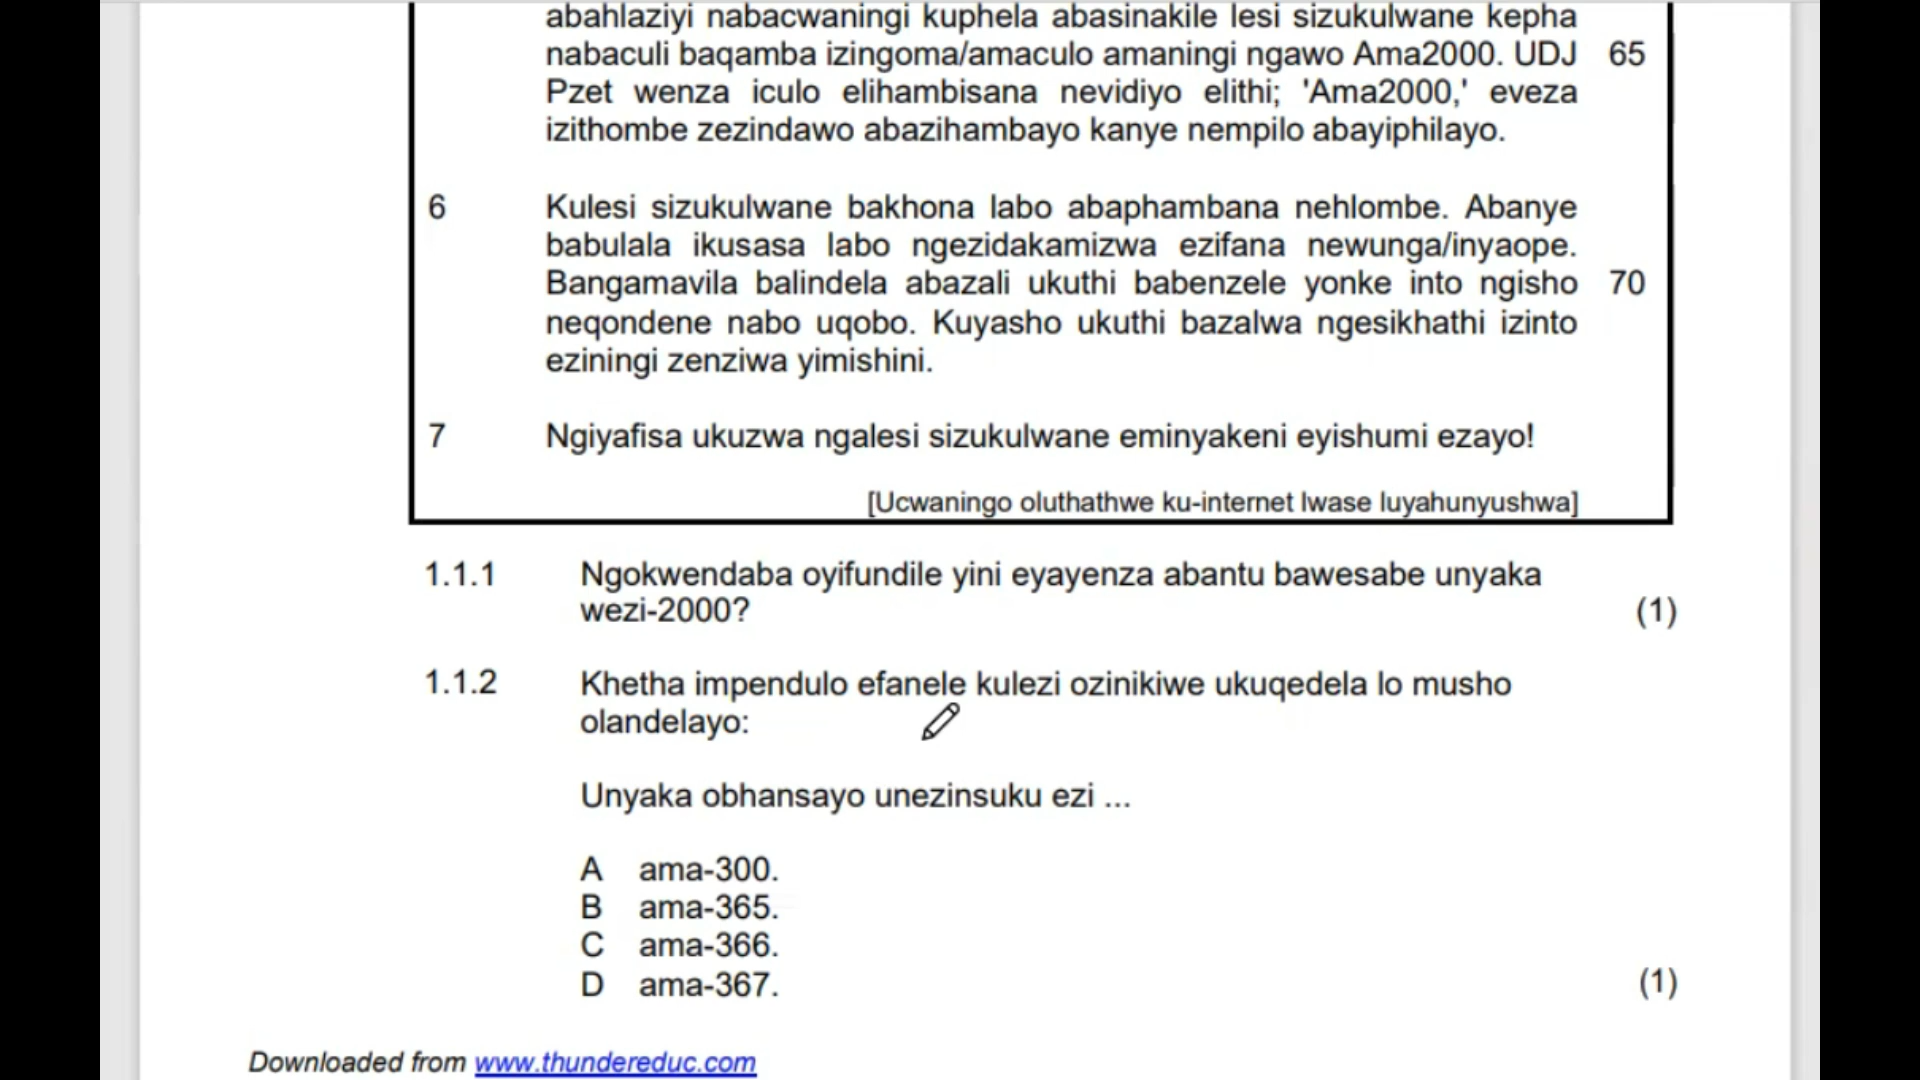 abahlaziyi nabacwaningi kuphela abasinakile lesi sizukulwane kepha
nabaculi baqamba izingoma/amaculo amaningi ngawo Ama2000. UDJ 65
Pzet wenza iculo elihambisana nevidiyo elithi; 'Ama2000,' eveza
izithombe zezindawo abazihambayo kanye nempilo abayiphilayo.
6 Kulesi sizukulwane bakhona labo abaphambana nehlombe. Abanye
babulala ikusasa labo ngezidakamizwa ezifana newunga/inyaope.
Bangamavila balindela abazali ukuthi babenzele yonke into ngisho 70
neqondene nabo uqobo. Kuyasho ukuthi bazalwa ngesikhathi izinto
eziningi zenziwa yimishini.
7 Ngiyafisa ukuzwa ngalesi sizukulwane eminyakeni eyishumi ezayo!
[Ucwaningo oluthathwe ku-internet lwase luyahunyushwa]
1.1.1 Ngokwendaba oyifundile yini eyayenza abantu bawesabe unyaka
wezi-2000? (1)
1.1.2 Khetha impendulo efanele kulezi ozinikiwe ukuqedela lo musho
olandelayo:
Unyaka obhansayo unezinsuku ezi ...
A ama-300.
B ama-365.
C ama-366.
D ama-367. (1)
Downloaded from www.thundereduc.com